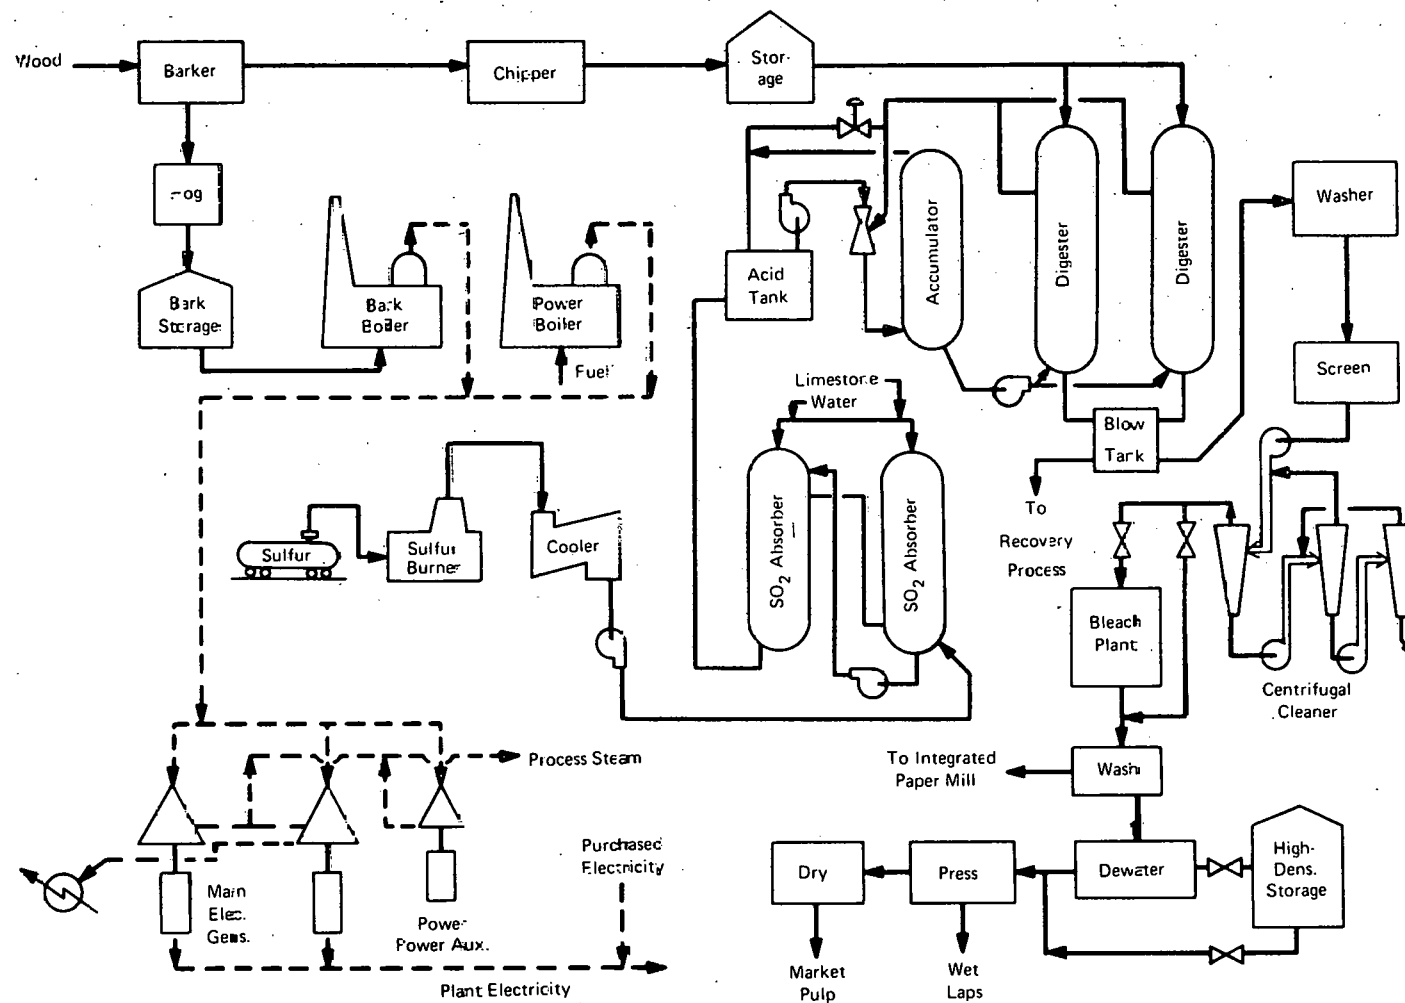 Wood
Barker
Chipper
Stor-
age
Hog
Bark
Storage
Bark
Boiler
Power
Boiler
Fuel
Acid
Tank
Accumulator
Digester
Digester
Washer
Screen
Limestone
Water
Blow
Tank
To
Recovery
Process
Sulfur
Sulfur
Burner
Cooler
SO2 Absorber
SO2 Absorber
Bleach
Plant
Centrifugal
Cleaner
Process Steam
To Integrated
Paper Mill
Wash
Purchased
Electricity
Dry
Press
Dewater
High-
Dens.
Storage
Main
Elec.
Gens.
Power
Power Aux.
Market
Pulp
Wet
Laps
Plant Electricity